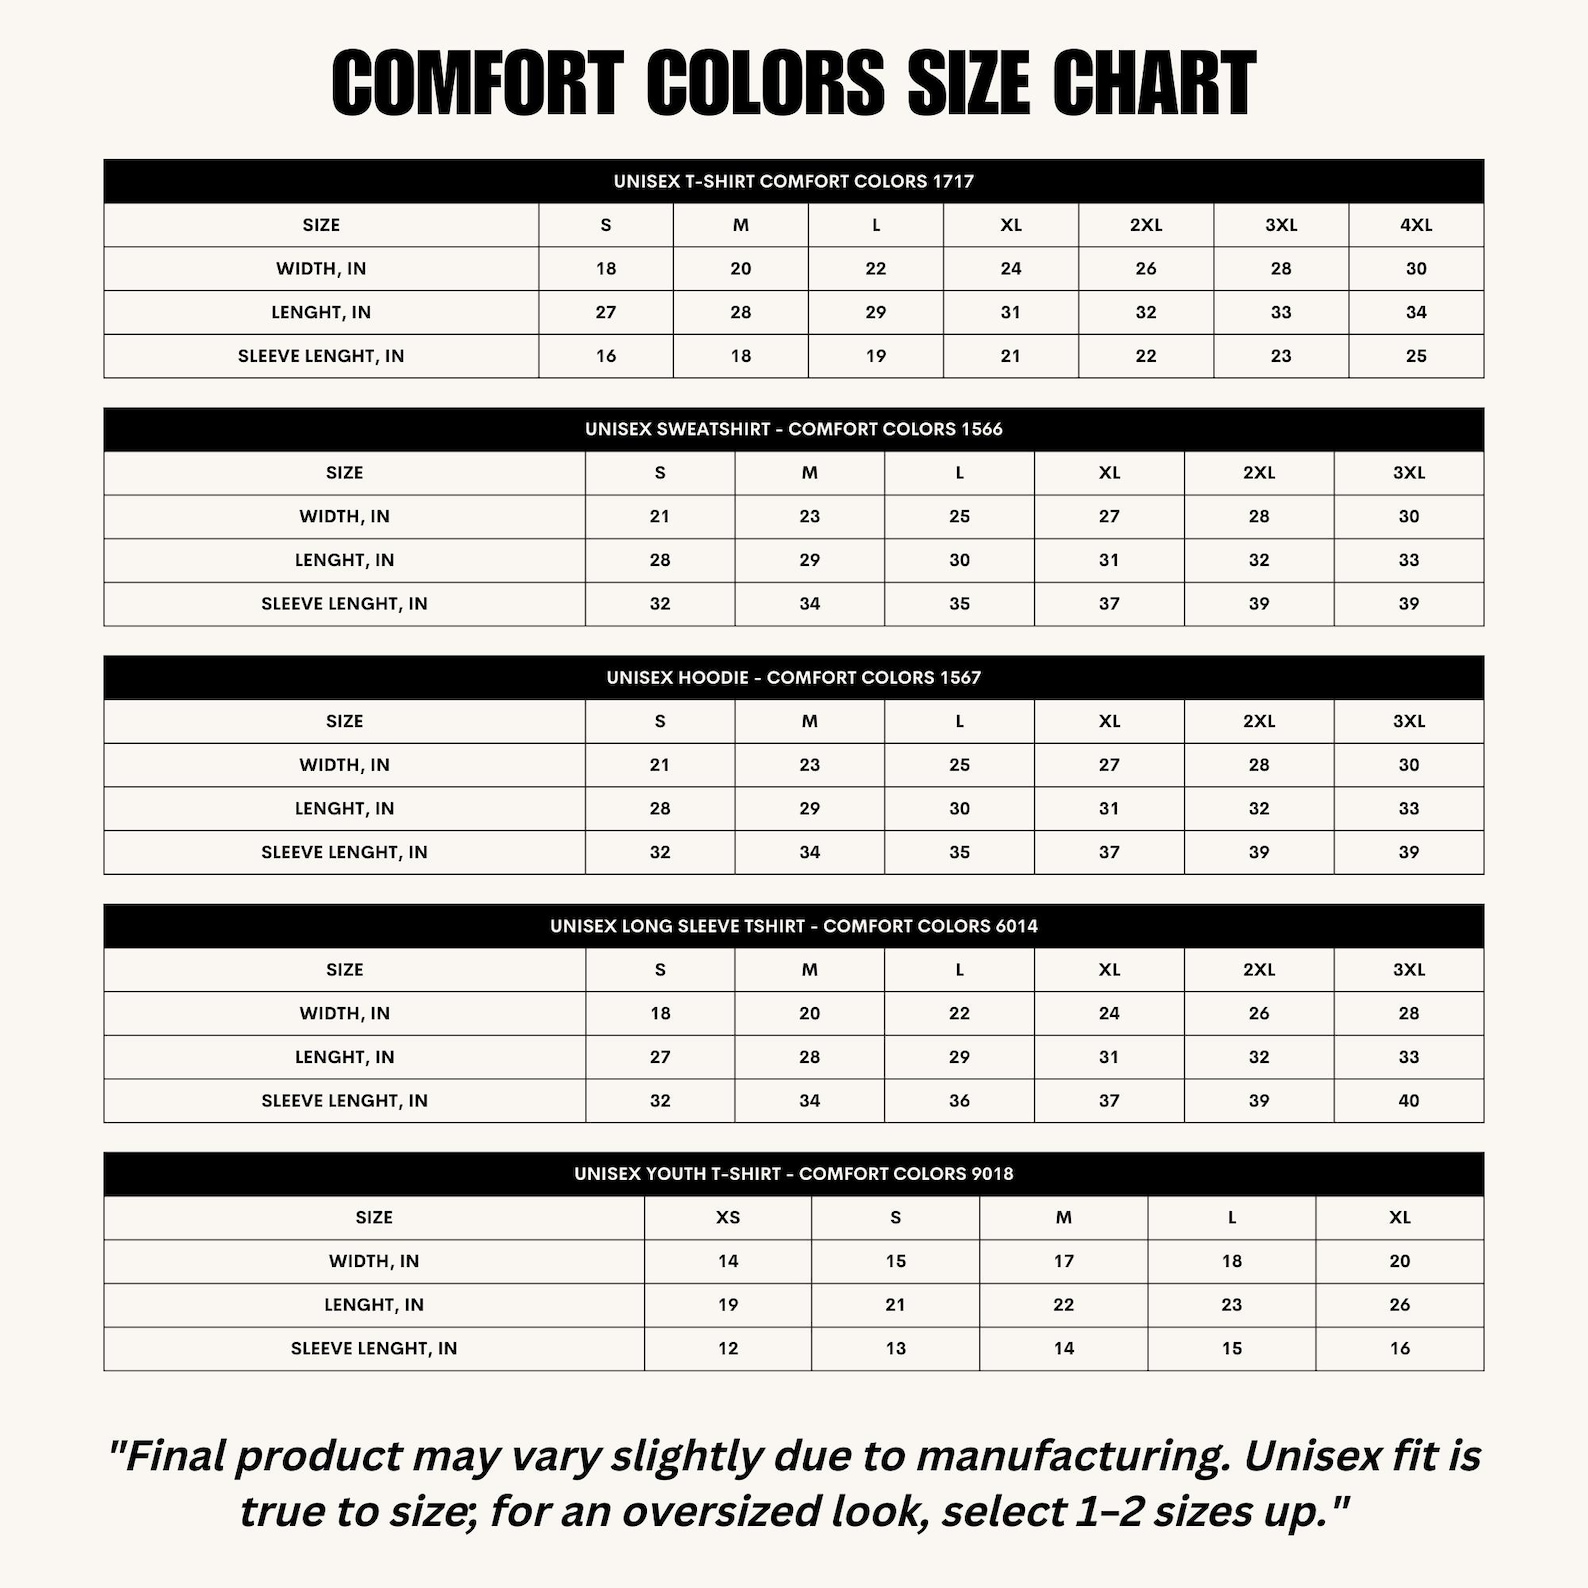 COMFORT COLORS SIZE CHART
UNISEX T-SHIRT COMFORT COLORS 1717
SIZE S M L XL 2XL 3XL 4XL
WIDTH, IN 18 20 22 24 26 28 30
LENGHT, IN 27 28 29 31 32 33 34
SLEEVE LENGHT, IN 16 18 19 21 22 23 25
UNISEX SWEATSHIRT - COMFORT COLORS 1566
SIZE S M L XL 2XL 3XL
WIDTH, IN 21 23 25 27 28 30
LENGHT, IN 28 29 30 31 32 33
SLEEVE LENGHT, IN 32 34 35 37 39 39
UNISEX HOODIE - COMFORT COLORS 1567
SIZE S M L XL 2XL 3XL
WIDTH, IN 21 23 25 27 28 30
LENGHT, IN 28 29 30 31 32 33
SLEEVE LENGHT, IN 32 34 35 37 39 39
UNISEX LONG SLEEVE TSHIRT - COMFORT COLORS 6014
SIZE S M L XL 2XL 3XL
WIDTH, IN 18 20 22 24 26 28
LENGHT, IN 27 28 29 31 32 33
SLEEVE LENGHT, IN 32 34 36 37 39 40
UNISEX YOUTH T-SHIRT - COMFORT COLORS 9018
SIZE XS S M L XL
WIDTH, IN 14 15 17 18 20
LENGHT, IN 19 21 22 23 26
SLEEVE LENGHT, IN 12 13 14 15 16
"Final product may vary slightly due to manufacturing. Unisex fit is
true to size; for an oversized look, select 1–2 sizes up."